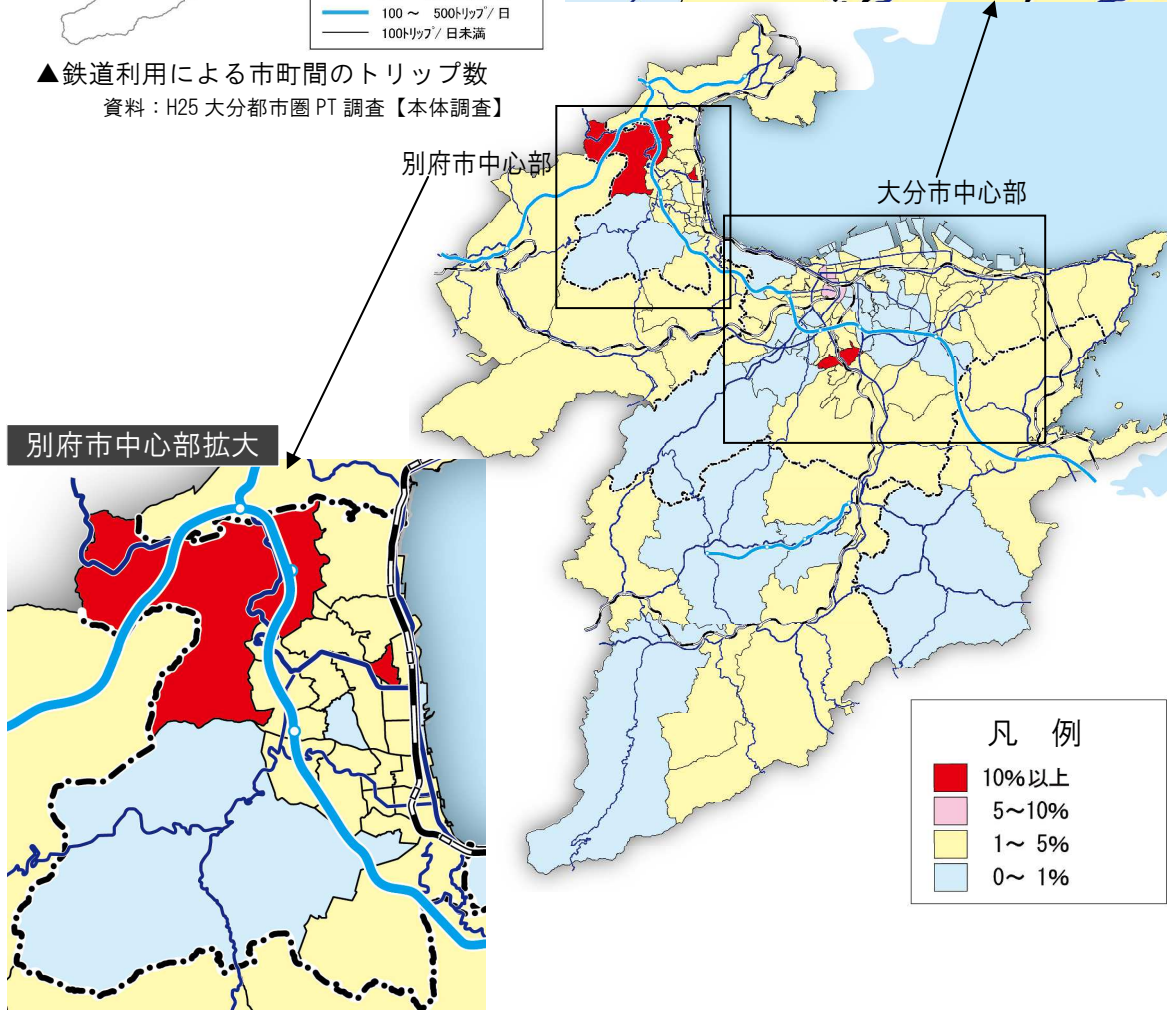 100 ～ 500ﾄﾘｯﾌﾟ/ 日
100ﾄﾘｯﾌﾟ/ 日未満
▲鉄道利用による市町間のトリップ数
資料：H25 大分都市圏 PT 調査【本体調査】
別府市中心部
大分市中心部
別府市中心部拡大
凡 例
10%以上
5～10%
1～ 5%
0～ 1%